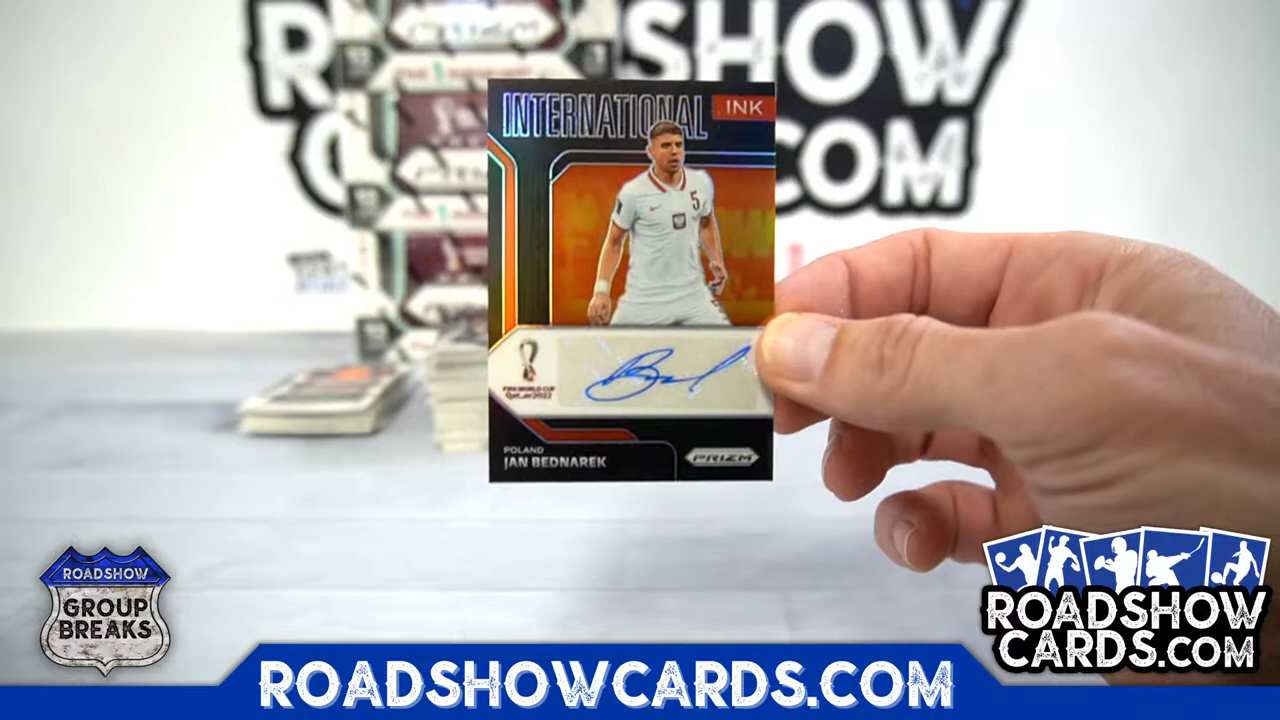 ROADSHOW
CARDS.COM
INTERNATIONAL
INK
5
FIFA WORLD CUP
Qatar2022
POLAND
JAN BEDNAREK
PRIZM
ROADSHOW
GROUP
BREAKS
ROADSHOW
CARDS.COM
ROADSHOWCARDS.COM